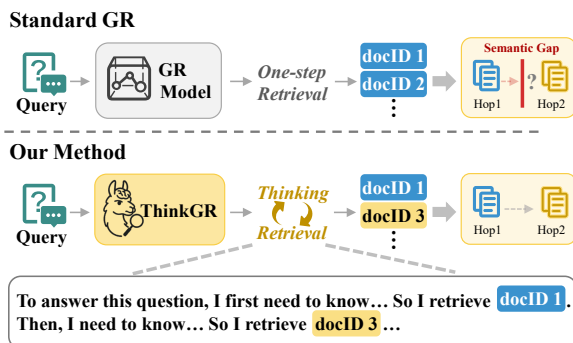 Standard GR
Query
GR Model
One-step Retrieval
docID 1
docID 2
Semantic Gap
?
Hop1
Hop2
Our Method
Query
ThinkGR
Thinking
Retrieval
docID 1
docID 3
Hop1
Hop2
To answer this question, I first need to know… So I retrieve docID 1.
Then, I need to know… So I retrieve docID 3…